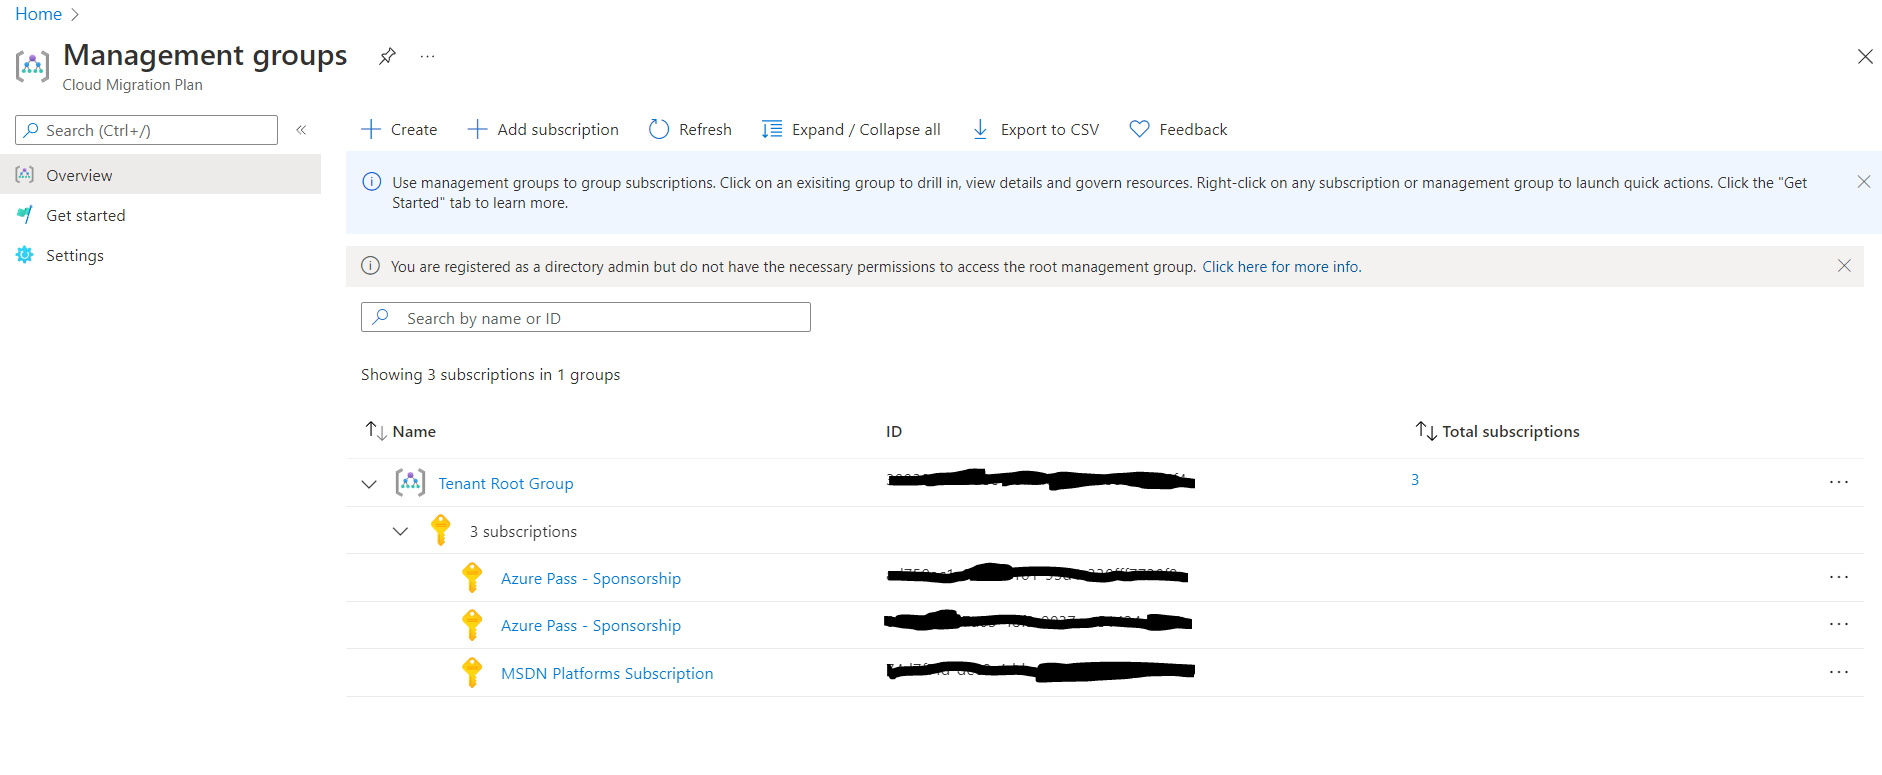 Home
Management groups
Cloud Migration Plan
Search (Ctrl+/)
Overview
Get started
Settings
Create Add subscription Refresh Expand / Collapse all Export to CSV Feedback
Use management groups to group subscriptions. Click on an exisiting group to drill in, view details and govern resources. Right-click on any subscription or management group to launch quick actions. Click the "Get
Started" tab to learn more.
You are registered as a directory admin but do not have the necessary permissions to access the root management group. Click here for more info.
Search by name or ID
Showing 3 subscriptions in 1 groups
Name ID Total subscriptions
Tenant Root Group 3
3 subscriptions
Azure Pass - Sponsorship
Azure Pass - Sponsorship
MSDN Platforms Subscription